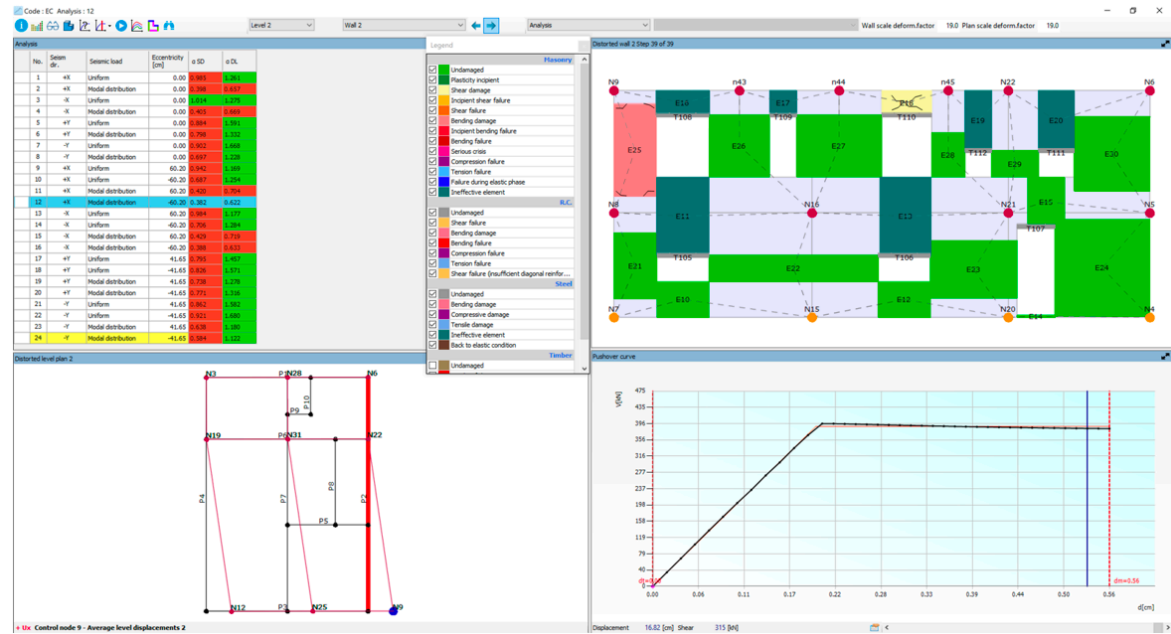 Code : EC Analysis : 12
Level 2 Wall 2 Analysis Wall scale deform.factor 19.0 Plan scale deform.factor 19.0
Analysis
No. Seism dir. Seismic load Eccentricity [cm] α SD α DL
1 +X Uniform 0.00 0.985 1.261
2 +X Modal distribution 0.00 0.398 0.657
3 -X Uniform 0.00 1.014 1.275
4 -X Modal distribution 0.00 0.405 0.669
5 +Y Uniform 0.00 0.884 1.591
6 +Y Modal distribution 0.00 0.798 1.332
7 -Y Uniform 0.00 0.902 1.668
8 -Y Modal distribution 0.00 0.697 1.228
9 +X Uniform 60.20 0.942 1.165
10 +X Uniform -60.20 0.687 1.254
11 +X Modal distribution 60.20 0.420 0.704
12 +X Modal distribution -60.20 0.382 0.622
13 -X Uniform 60.20 0.984 1.177
14 -X Uniform -60.20 0.706 1.284
15 -X Modal distribution 60.20 0.429 0.719
16 -X Modal distribution -60.20 0.388 0.633
17 +Y Uniform 41.65 0.795 1.457
18 +Y Uniform -41.65 0.826 1.571
19 +Y Modal distribution 41.65 0.738 1.278
20 +Y Modal distribution -41.65 0.771 1.316
21 -Y Uniform 41.65 0.862 1.582
22 -Y Uniform -41.65 0.921 1.680
23 -Y Modal distribution 41.65 0.638 1.180
24 -Y Modal distribution -41.65 0.584 1.122
Legend
Masonry
Undamaged
Plasticity incipient
Shear damage
Incipient shear failure
Shear failure
Bending damage
Incipient bending failure
Bending failure
Serious crisis
Compression failure
Tension failure
Failure during elastic phase
Ineffective element
R.C.
Undamaged
Shear failure
Bending damage
Bending failure
Compression failure
Tension failure
Shear failure (insufficient diagonal reinfor...
Steel
Undamaged
Bending damage
Compressive damage
Tensile damage
Ineffective element
Back to elastic condition
Timber
Undamaged
Distorted wall 2 Step 39 of 39
N9 n43 n44 n45 N22 N6
E16 E17 E18 E19 E20
T108 T109 T110
E25 E26 E27 E28 T112 E29 T111 E30
N8 N16 N21 N5
E11 E13 E15
T105 T106 T107
E21 E22 E23 E24
E10 E12
N7 N15 N20 E14 N4
Distorted level plan 2
N3 P1 N28 N6
P9 P10
N19 P6 N31 N22
P4 P7 P8 P2
P5
N12 P3 N25 N9
+ Ux Control node 9 - Average level displacements 2
Pushover curve
V[kN]
475
435
396
356
316
277
237
198
158
119
79
40
0
dt=0.00 dm=0.56
0.00 0.06 0.11 0.17 0.22 0.28 0.33 0.39 0.44 0.50 0.56
d[cm]
Displacement 16.82 [cm] Shear 315 [kN]